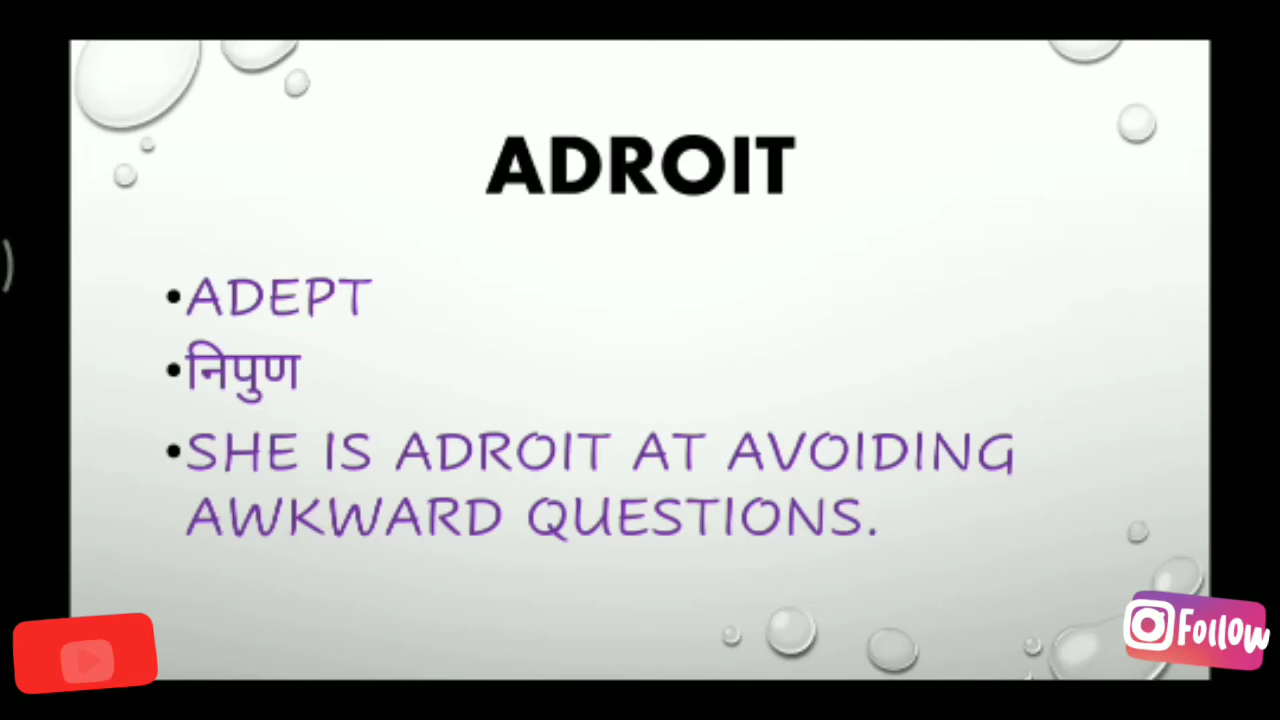 ADROIT
•ADEPT
•निपुण
•SHE IS ADROIT AT AVOIDING
AWKWARD QUESTIONS.
Follow